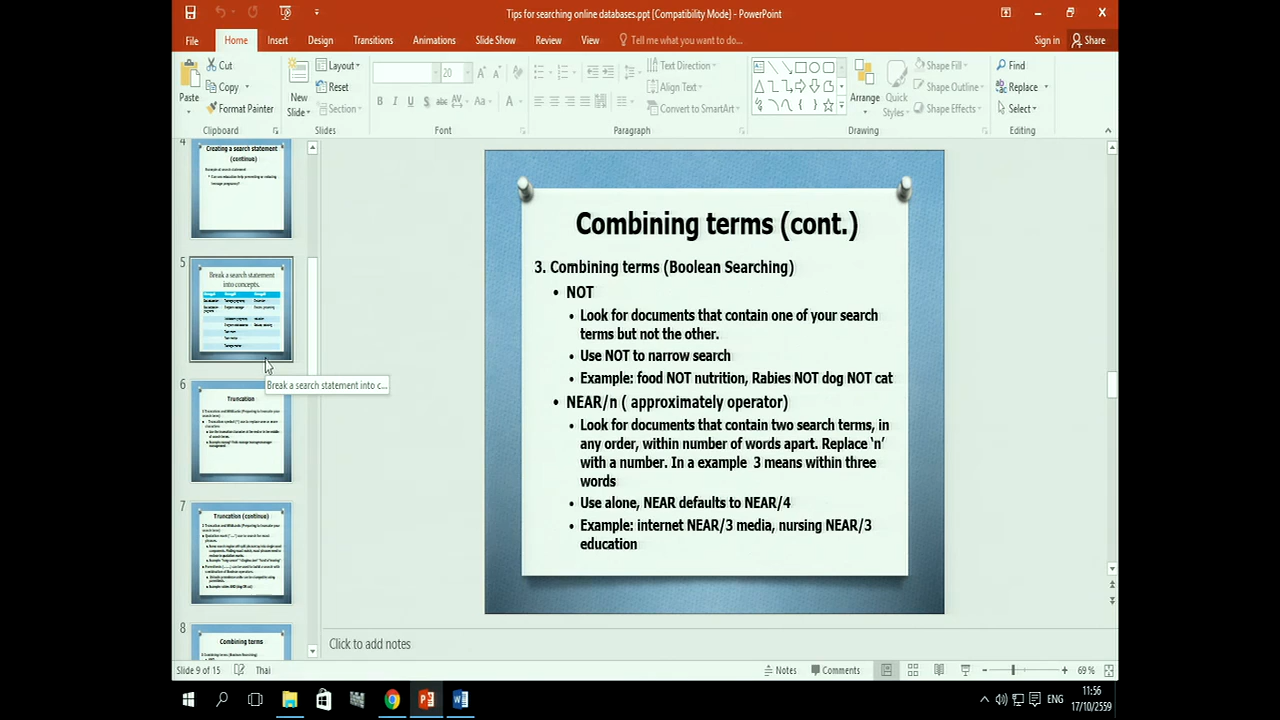 Tips for searching online databases.ppt [Compatibility Mode] - PowerPoint
File Home Insert Design Transitions Animations Slide Show Review View Tell me what you want to do... Sign in Share
Cut
Copy
Format Painter
Paste
Clipboard
New Slide
Layout
Reset
Section
Slides
20
Font
Text Direction
Align Text
Convert to SmartArt
Paragraph
Arrange
Quick Styles
Shape Fill
Shape Outline
Shape Effects
Drawing
Find
Replace
Select
Editing
4
Creating a search statement
(continue)
5
Break a search statement
into concepts.
Break a search statement into c...
6
Truncation
7
Truncation (continue)
8
Combining terms
Combining terms (cont.)
3. Combining terms (Boolean Searching)
• NOT
• Look for documents that contain one of your search
terms but not the other.
• Use NOT to narrow search
• Example: food NOT nutrition, Rabies NOT dog NOT cat
• NEAR/n ( approximately operator)
• Look for documents that contain two search terms, in
any order, within number of words apart. Replace ‘n’
with a number. In a example 3 means within three
words
• Use alone, NEAR defaults to NEAR/4
• Example: internet NEAR/3 media, nursing NEAR/3
education
Click to add notes
Slide 9 of 15 Thai Notes Comments 69 %
ENG 11:56
17/10/2559